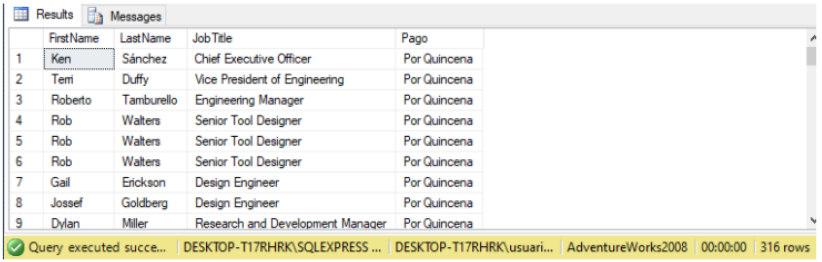 Results Messages
FirstName LastName JobTitle Pago
1 Ken Sánchez Chief Executive Officer Por Quincena
2 Terri Duffy Vice President of Engineering Por Quincena
3 Roberto Tamburello Engineering Manager Por Quincena
4 Rob Walters Senior Tool Designer Por Quincena
5 Rob Walters Senior Tool Designer Por Quincena
6 Rob Walters Senior Tool Designer Por Quincena
7 Gail Erickson Design Engineer Por Quincena
8 Jossef Goldberg Design Engineer Por Quincena
9 Dylan Miller Research and Development Manager Por Quincena
Query executed succe... DESKTOP-T17RHRK\SQLEXPRESS ... DESKTOP-T17RHRK\usuari... AdventureWorks2008 00:00:00 316 rows